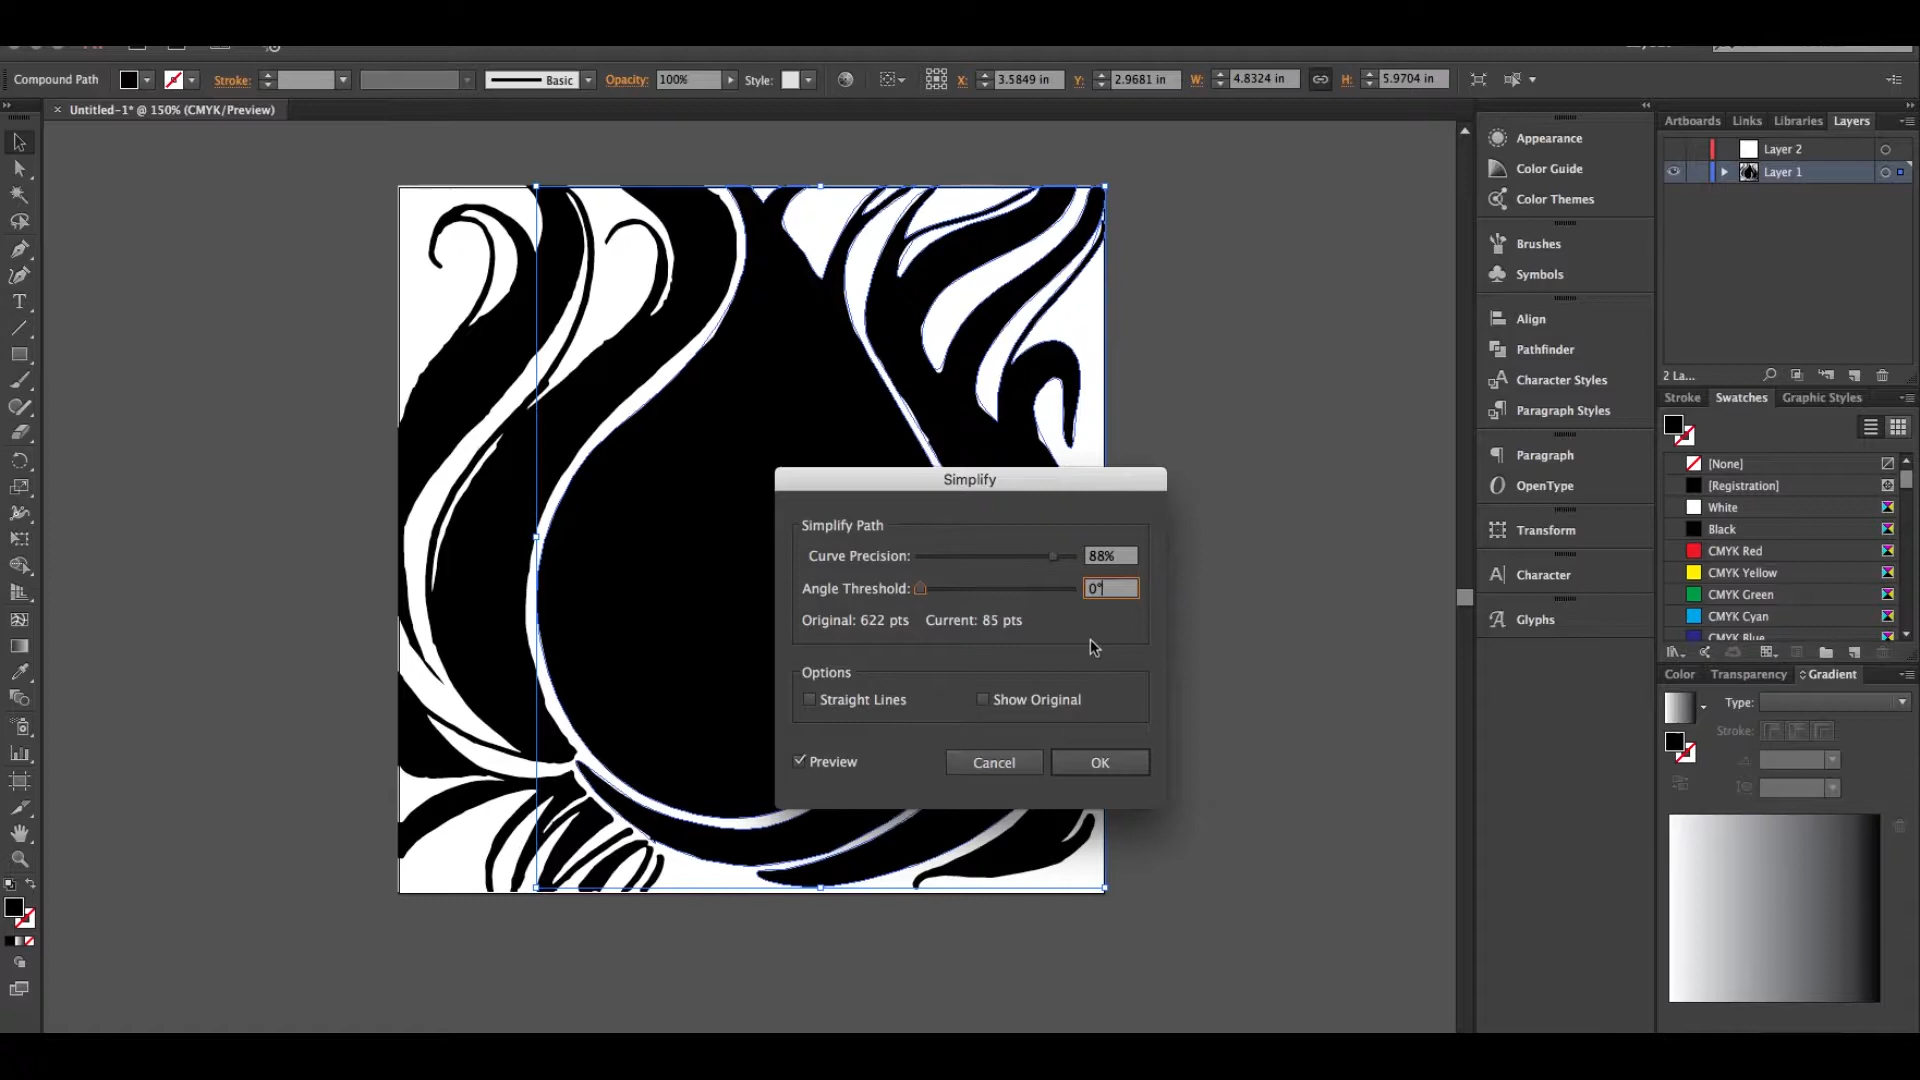 Compound Path Stroke: Basic Opacity: 100% Style: X: 3.5849 in Y: 2.9681 in W: 4.8324 in H: 5.9704 in
× Untitled-1* @ 150% (CMYK/Preview)
Appearance
Color Guide
Color Themes
Brushes
Symbols
Align
Pathfinder
Character Styles
Paragraph Styles
Paragraph
OpenType
Transform
Character
Glyphs
Artboards Links Libraries Layers
Layer 2
Layer 1
2 La...
Stroke Swatches Graphic Styles
[None]
[Registration]
White
Black
CMYK Red
CMYK Yellow
CMYK Green
CMYK Cyan
CMYK Blue
Color Transparency Gradient
Type:
Stroke:
Simplify
Simplify Path
Curve Precision: 88%
Angle Threshold: 0°
Original: 622 pts Current: 85 pts
Options
Straight Lines Show Original
Preview Cancel OK